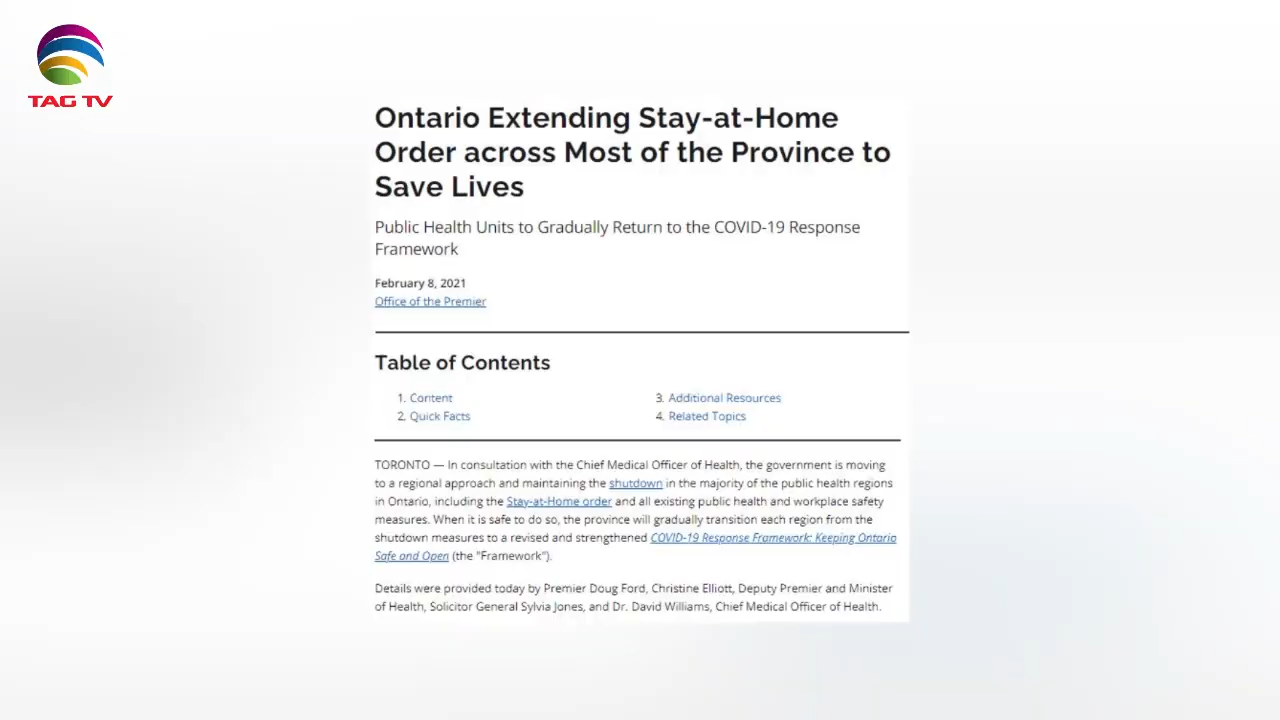 TAG TV
Ontario Extending Stay-at-Home
Order across Most of the Province to
Save Lives
Public Health Units to Gradually Return to the COVID-19 Response
Framework
February 8, 2021
Office of the Premier
Table of Contents
1. Content
2. Quick Facts
3. Additional Resources
4. Related Topics
TORONTO — In consultation with the Chief Medical Officer of Health, the government is moving
to a regional approach and maintaining the shutdown in the majority of the public health regions
in Ontario, including the Stay-at-Home order and all existing public health and workplace safety
measures. When it is safe to do so, the province will gradually transition each region from the
shutdown measures to a revised and strengthened COVID-19 Response Framework: Keeping Ontario
Safe and Open (the "Framework").
Details were provided today by Premier Doug Ford, Christine Elliott, Deputy Premier and Minister
of Health, Solicitor General Sylvia Jones, and Dr. David Williams, Chief Medical Officer of Health.